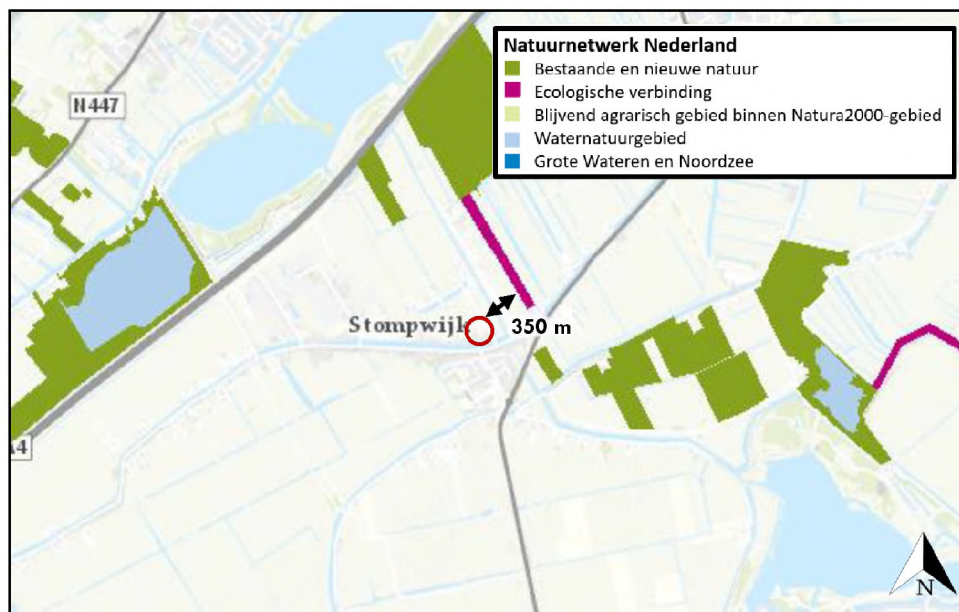 Natuurnetwerk Nederland
Bestaande en nieuwe natuur
Ecologische verbinding
Blijvend agrarisch gebied binnen Natura2000-gebied
Waternatuurgebied
Grote Wateren en Noordzee
N447
Stompwijk
350 m
A4
N